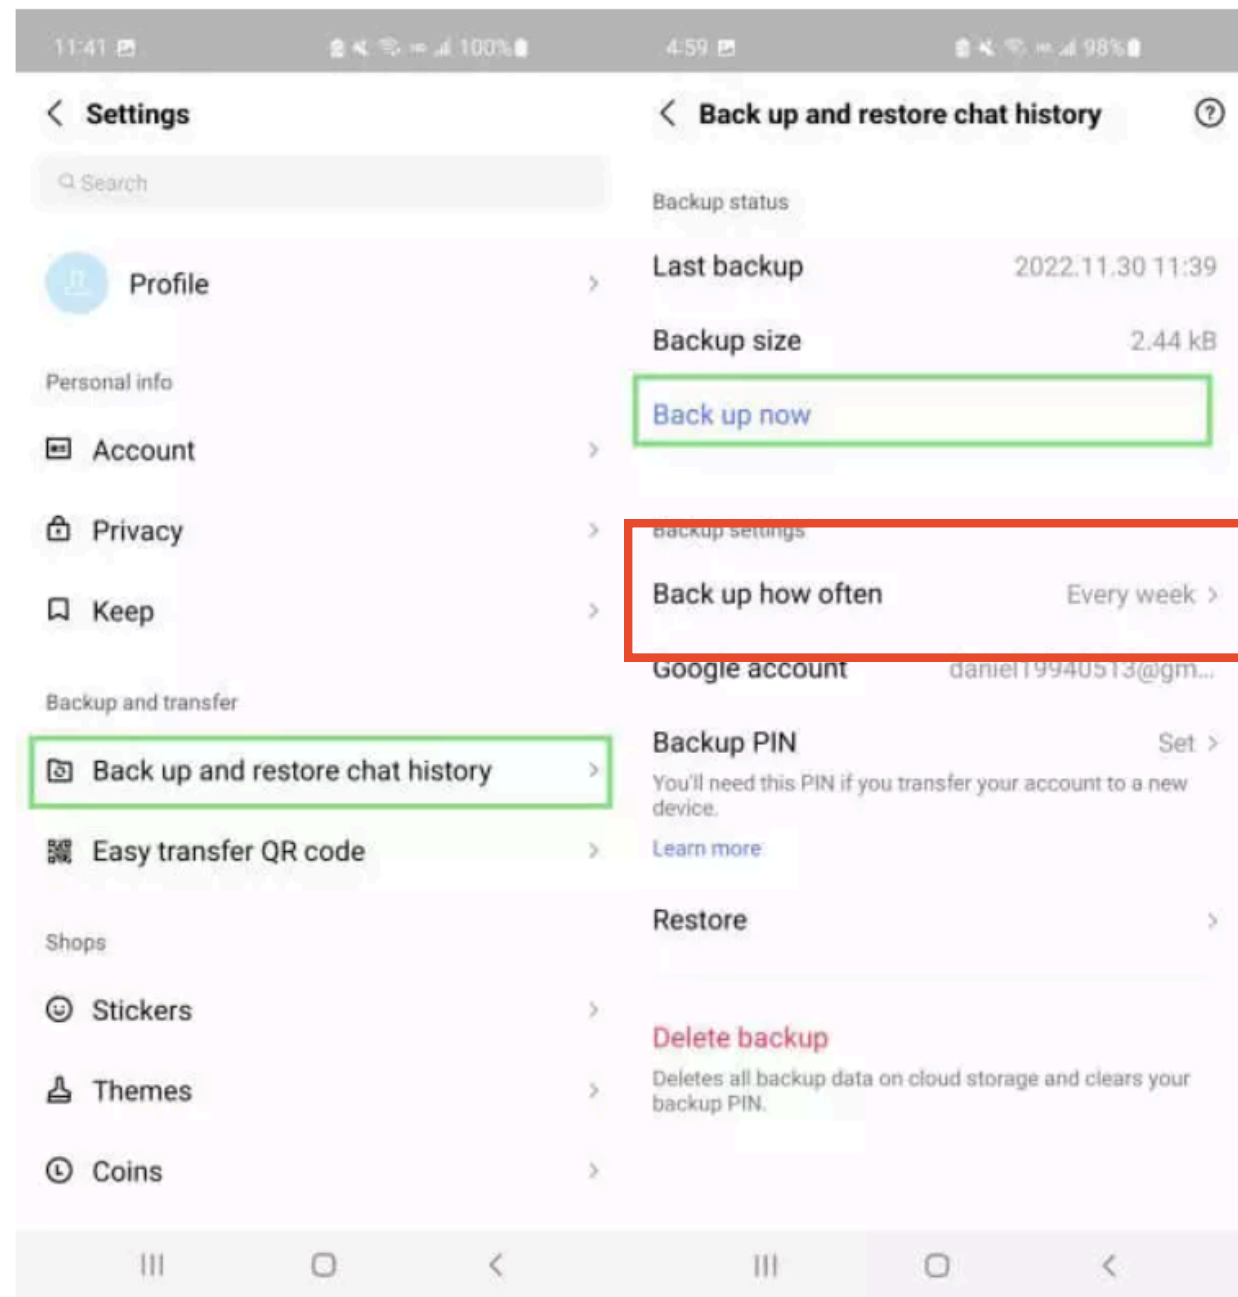 11:41
100%
Settings
Search
Profile
Personal info
Account
Privacy
Keep
Backup and transfer
Back up and restore chat history
Easy transfer QR code
Shops
Stickers
Themes
Coins
4:59
98%
Back up and restore chat history
Backup status
Last backup 2022.11.30 11:39
Backup size 2.44 kB
Back up now
Backup settings
Back up how often Every week
Google account daniel19940513@gm...
Backup PIN Set
You'll need this PIN if you transfer your account to a new
device.
Learn more
Restore
Delete backup
Deletes all backup data on cloud storage and clears your
backup PIN.